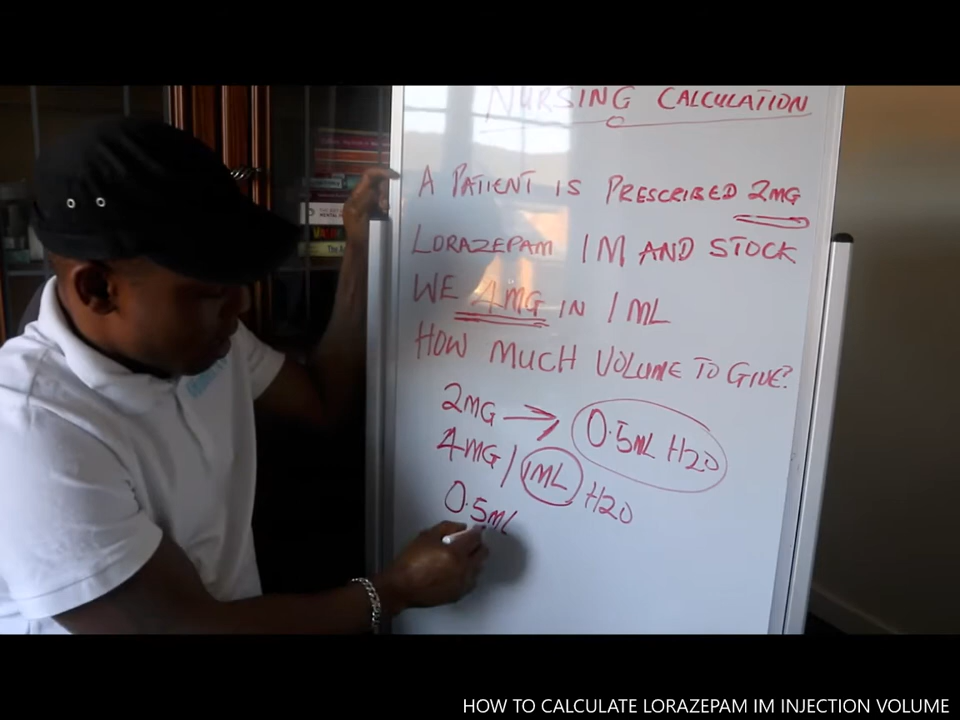 NURSING CALCULATION
A PATIENT IS PRESCRIBED 2MG
LORAZEPAM IM AND STOCK
WE 4MG IN 1ML
HOW MUCH VOLUME TO GIVE?
2MG → 0.5ML H2O
4MG/1ML H2O
0.5ML
HOW TO CALCULATE LORAZEPAM IM INJECTION VOLUME